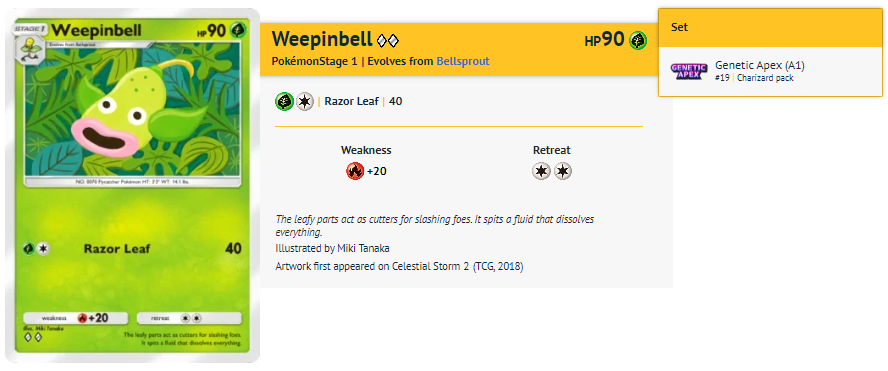 STAGE 1
Weepinbell
HP 90
Evolves from Bellsprout
NO. 0070 Flycatcher Pokémon HT: 3'3" WT: 14.1 lbs.
Razor Leaf 40
weakness +20 retreat
illus. Miki Tanaka
The leafy parts act as cutters for slashing foes.
It spits a fluid that dissolves everything.
Weepinbell
HP90
PokémonStage 1 | Evolves from Bellsprout
| Razor Leaf | 40
Weakness Retreat
+20
The leafy parts act as cutters for slashing foes. It spits a fluid that dissolves
everything.
Illustrated by Miki Tanaka
Artwork first appeared on Celestial Storm 2 (TCG, 2018)
Set
GENETIC
APEX
Genetic Apex (A1)
#19 | Charizard pack